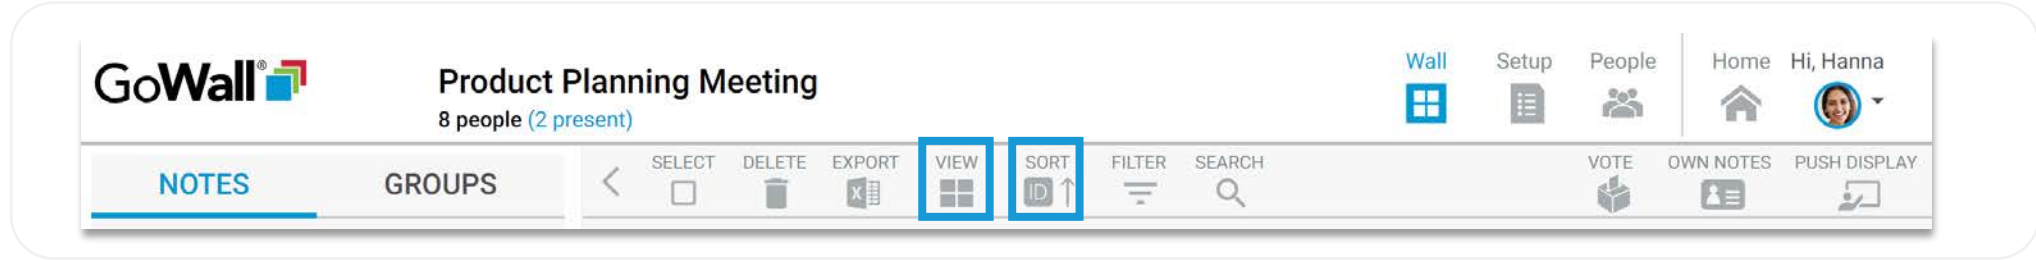 GoWall®
Product Planning Meeting
8 people (2 present)
Wall
Setup
People
Home
Hi, Hanna
NOTES
GROUPS
SELECT
DELETE
EXPORT
X
VIEW
SORT
ID
FILTER
SEARCH
VOTE
OWN NOTES
PUSH DISPLAY